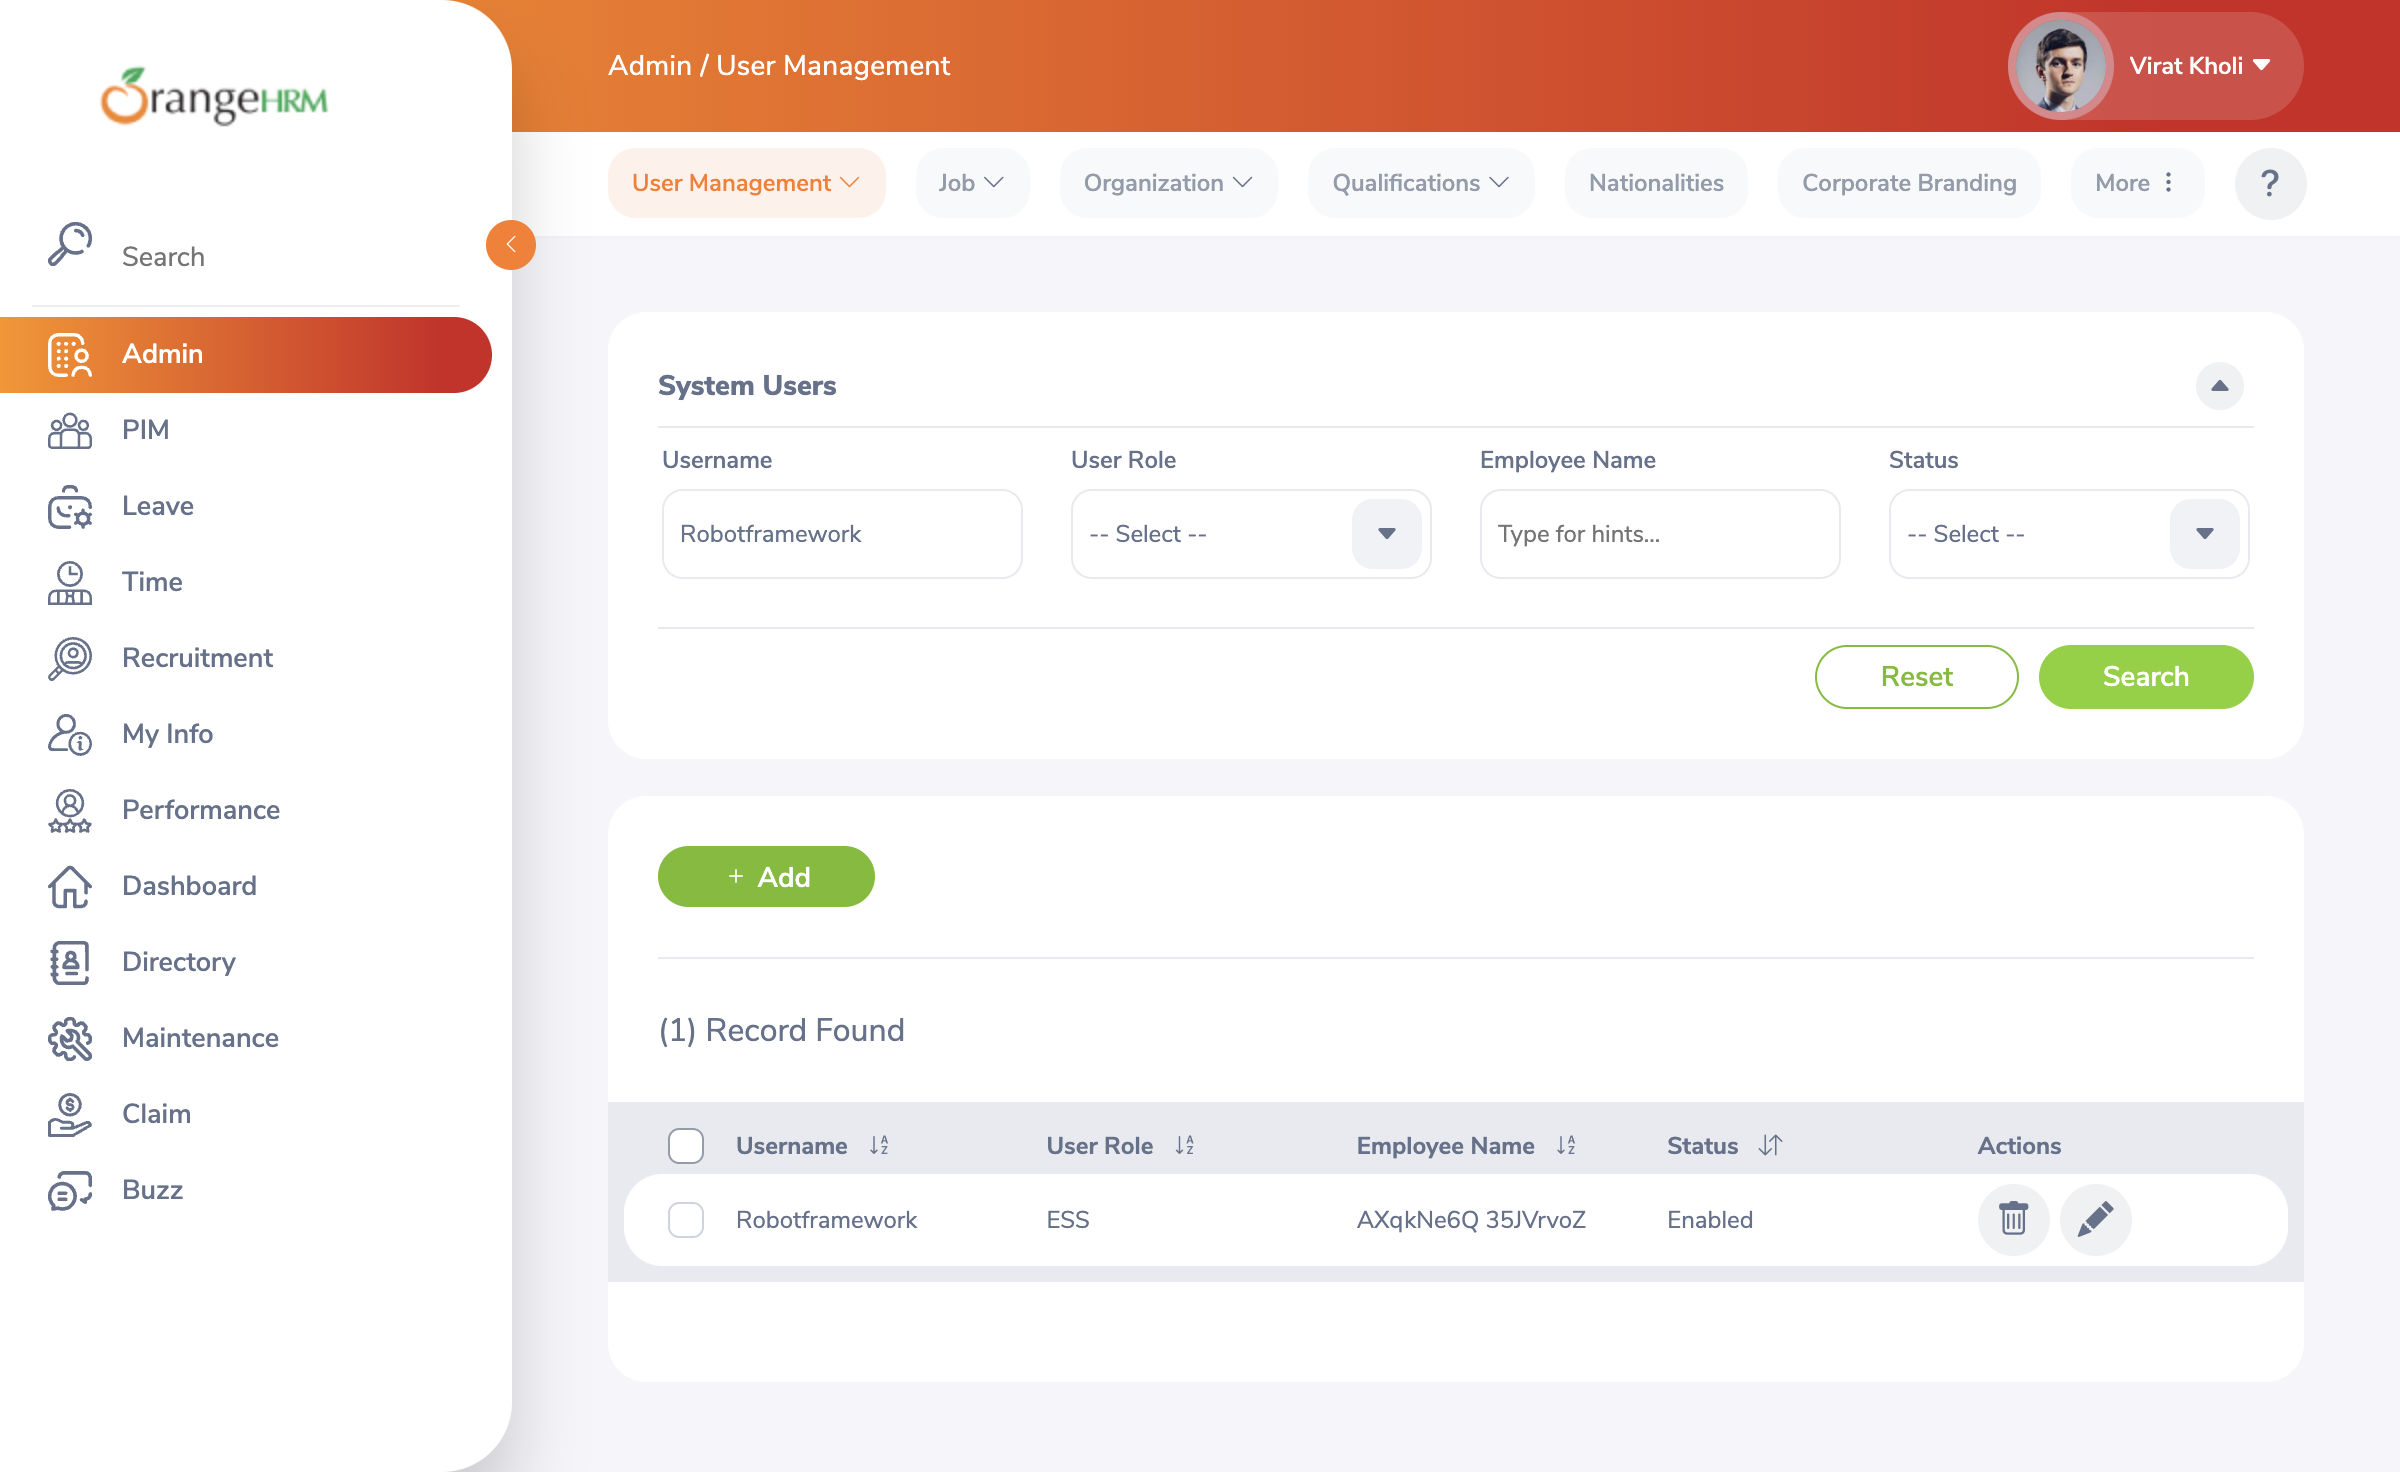 OrangeHRM
Admin / User Management
Virat Kholi
User Management
Job
Organization
Qualifications
Nationalities
Corporate Branding
More
?
Search
Admin
PIM
Leave
Time
Recruitment
My Info
Performance
Dashboard
Directory
Maintenance
Claim
Buzz
System Users
Username
User Role
Employee Name
Status
Robotframework
-- Select --
Type for hints...
-- Select --
Reset
Search
+ Add
(1) Record Found
Username
User Role
Employee Name
Status
Actions
Robotframework
ESS
AXqkNe6Q 35JVrvoZ
Enabled